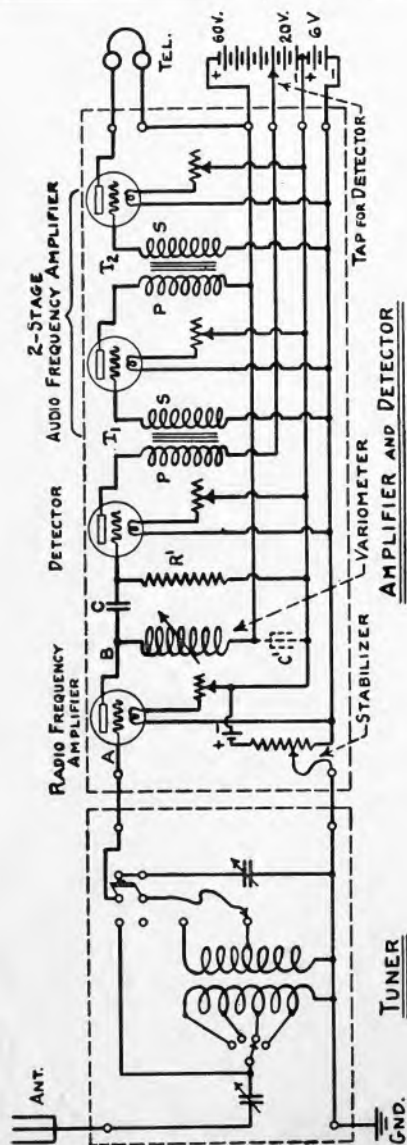 ANT.
GND.
TUNER
RADIO FREQUENCY
AMPLIFIER
A
B
C
DETECTOR
2-STAGE
AUDIO FREQUENCY AMPLIFIER
T1
T2
P
S
P
S
R'
C'
+
-
STABILIZER
VARIOMETER
AMPLIFIER AND DETECTOR
TAP FOR DETECTOR
TEL.
+
60V.
20V.
+
6V
-